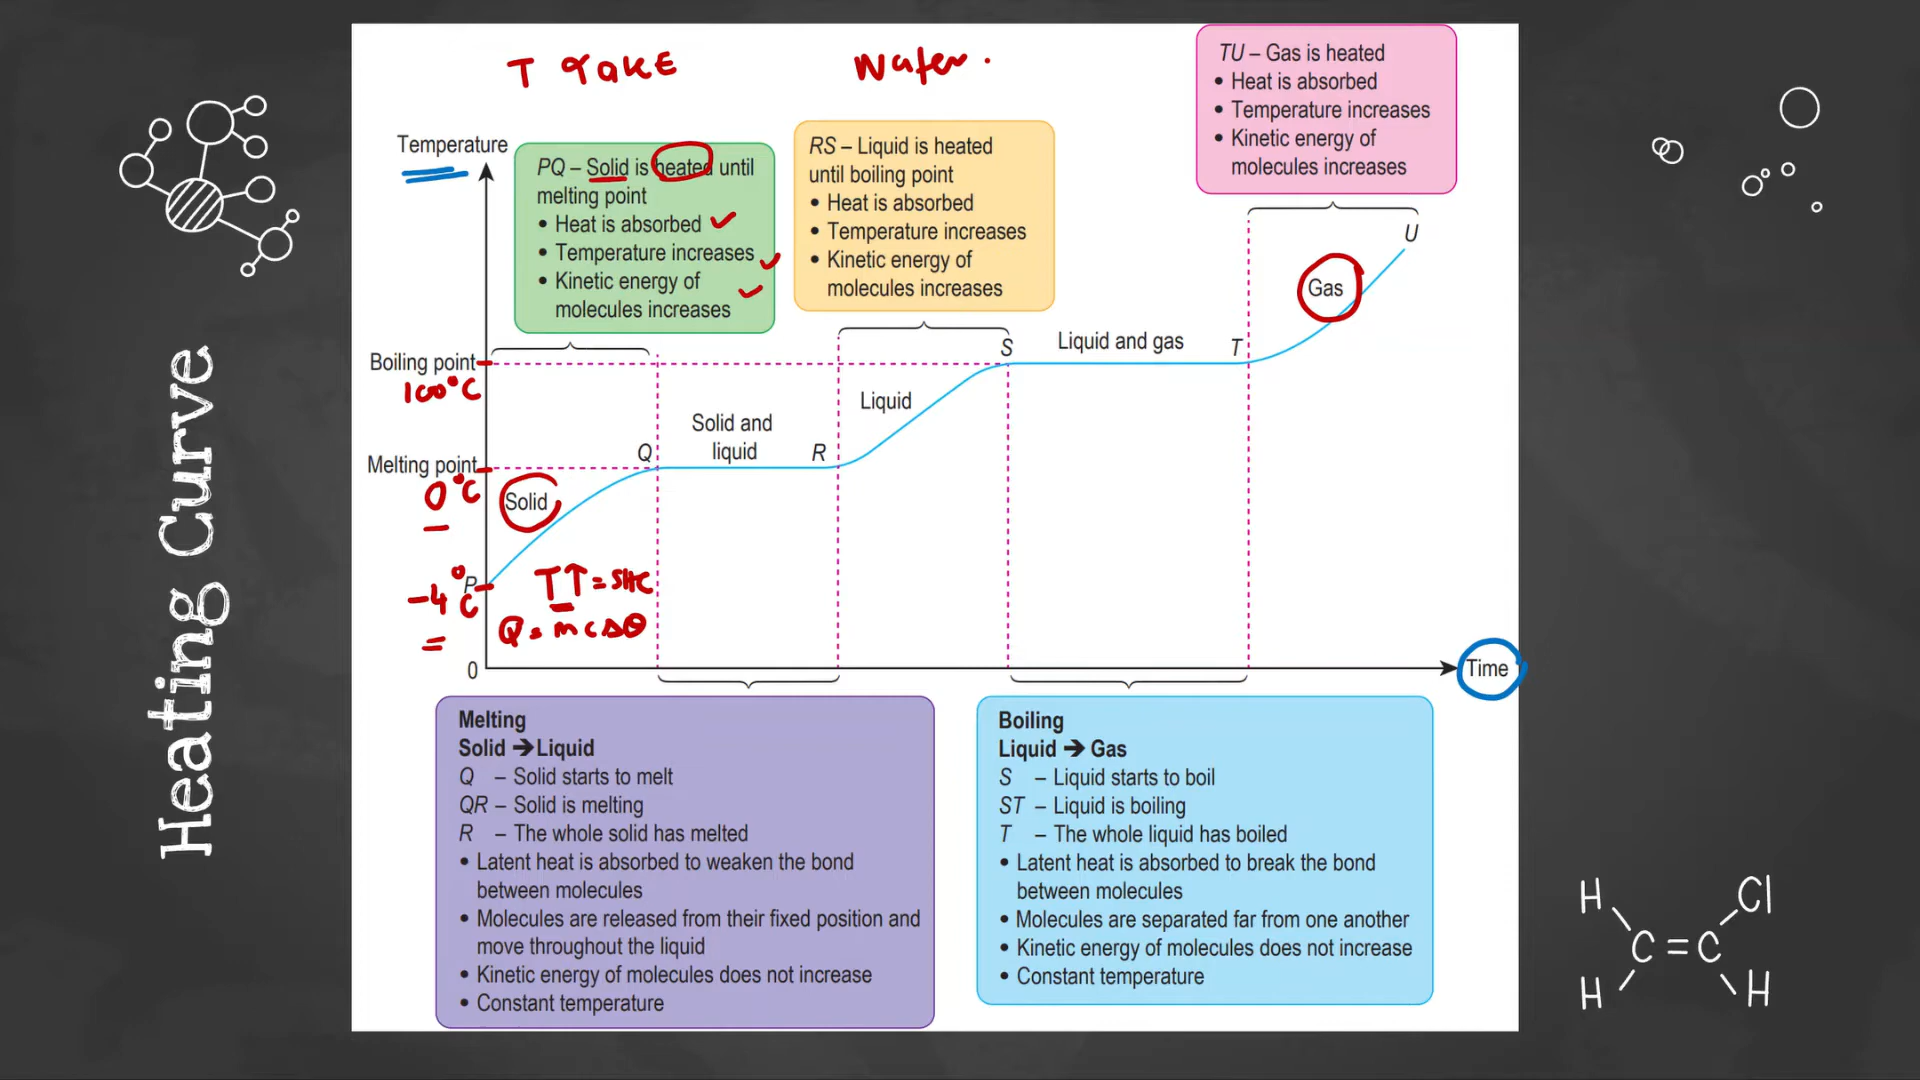 Heating Curve
T take
Water.
Temperature
PQ – Solid is heated until
melting point
• Heat is absorbed
• Temperature increases
• Kinetic energy of
molecules increases
RS – Liquid is heated
until boiling point
• Heat is absorbed
• Temperature increases
• Kinetic energy of
molecules increases
TU – Gas is heated
• Heat is absorbed
• Temperature increases
• Kinetic energy of
molecules increases
U
Gas
Boiling point
100°C
S
Liquid and gas
T
Liquid
Solid and
liquid
Q
R
Melting point
0°C
Solid
P
-4°C
T↑ = SHC
Q = mcΔθ
0
Time
Melting
Solid ➔ Liquid
Q – Solid starts to melt
QR – Solid is melting
R – The whole solid has melted
• Latent heat is absorbed to weaken the bond
between molecules
• Molecules are released from their fixed position and
move throughout the liquid
• Kinetic energy of molecules does not increase
• Constant temperature
Boiling
Liquid ➔ Gas
S – Liquid starts to boil
ST – Liquid is boiling
T – The whole liquid has boiled
• Latent heat is absorbed to break the bond
between molecules
• Molecules are separated far from one another
• Kinetic energy of molecules does not increase
• Constant temperature
H Cl
C=C
H H